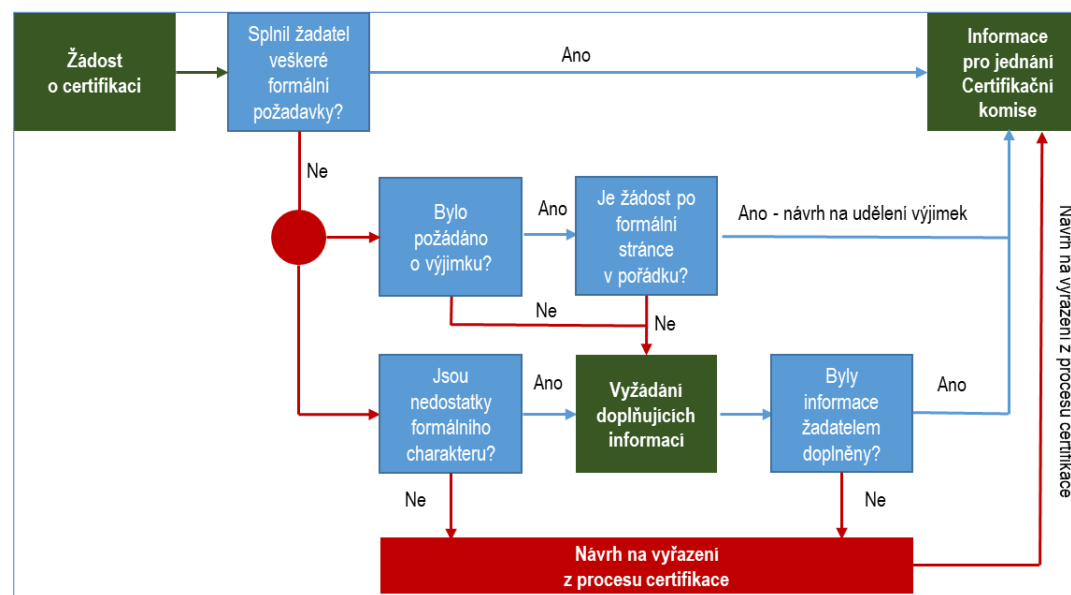 Žádost
o certifikaci
Splnil žadatel
veškeré
formální
požadavky?
Ano
Informace
pro jednání
Certifikační
komise
Ne
Bylo
požádáno
o výjimku?
Ano
Je žádost po
formální
stránce
v pořádku?
Ano - návrh na udělení výjimek
Ne
Ne
Jsou
nedostatky
formálního
charakteru?
Ano
Vyžádání
doplňujících
informací
Byly
informace
žadatelem
doplněny?
Ano
Ne
Ne
Návrh na vyřazení
z procesu certifikace
Návrh na vyřazení z procesu certifikace